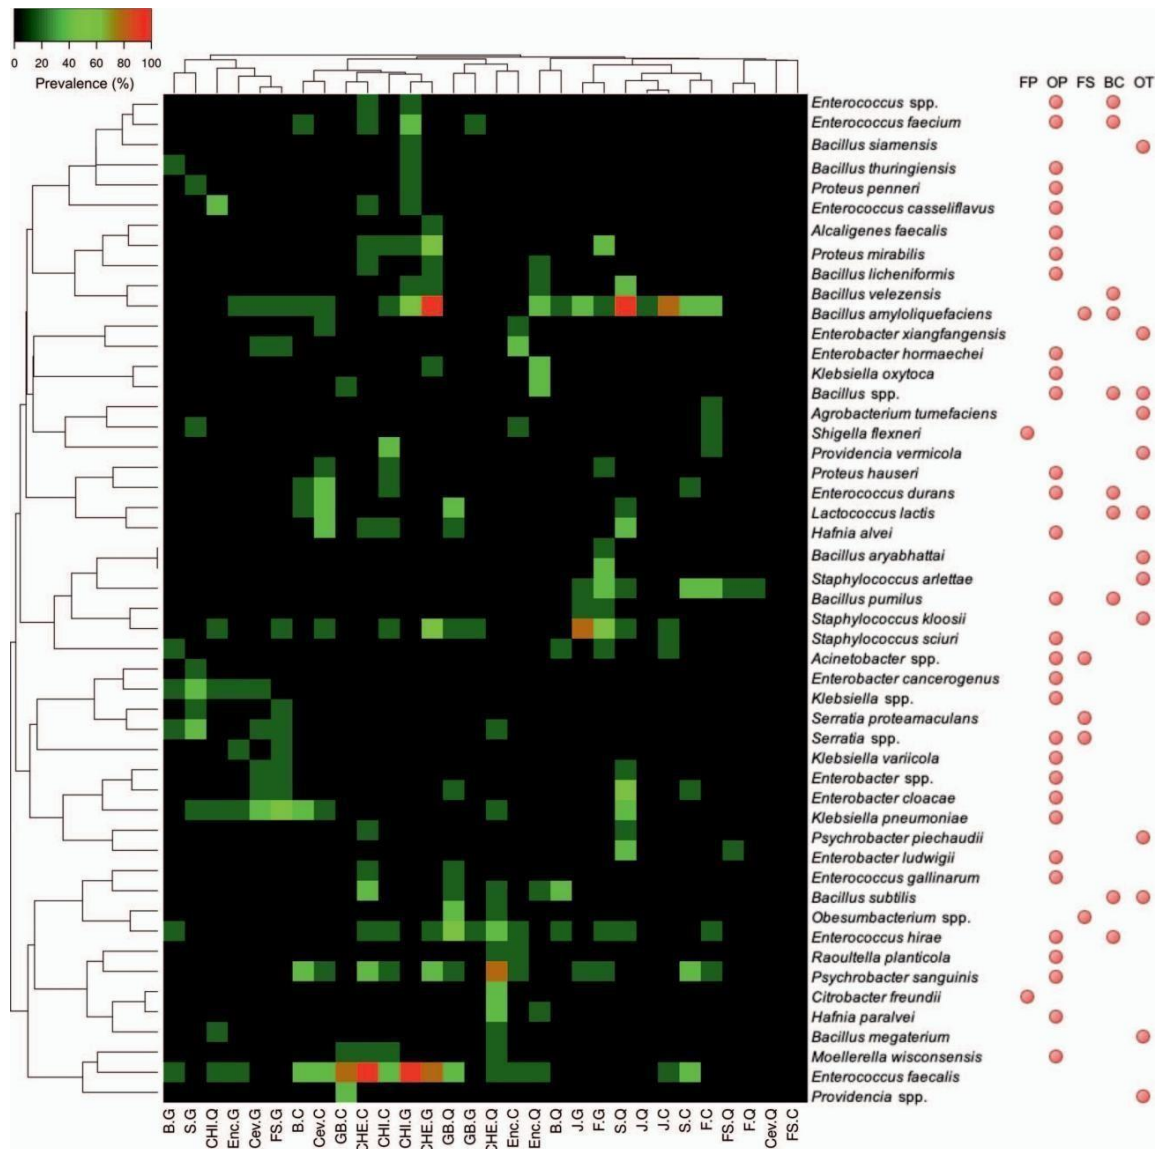 0 20 40 60 80 100
Prevalence (%)
FP OP FS BC OT
Enterococcus spp.
Enterococcus faecium
Bacillus siamensis
Bacillus thuringiensis
Proteus penneri
Enterococcus casseliflavus
Alcaligenes faecalis
Proteus mirabilis
Bacillus licheniformis
Bacillus velezensis
Bacillus amyloliquefaciens
Enterobacter xiangfangensis
Enterobacter hormaechei
Klebsiella oxytoca
Bacillus spp.
Agrobacterium tumefaciens
Shigella flexneri
Providencia vermicola
Proteus hauseri
Enterococcus durans
Lactococcus lactis
Hafnia alvei
Bacillus aryabhattai
Staphylococcus arlettae
Bacillus pumilus
Staphylococcus kloosii
Staphylococcus sciuri
Acinetobacter spp.
Enterobacter cancerogenus
Klebsiella spp.
Serratia proteamaculans
Serratia spp.
Klebsiella variicola
Enterobacter spp.
Enterobacter cloacae
Klebsiella pneumoniae
Psychrobacter piechaudii
Enterobacter ludwigii
Enterococcus gallinarum
Bacillus subtilis
Obesumbacterium spp.
Enterococcus hirae
Raoultella planticola
Psychrobacter sanguinis
Citrobacter freundii
Hafnia paralvei
Bacillus megaterium
Moellerella wisconsensis
Enterococcus faecalis
Providencia spp.
B.G S.G CHI.Q Enc.G Cev.G FS.G B.C Cev.C GB.C CHE.C CHI.C CHI.G CHE.G GB.Q GB.G CHE.Q Enc.C Enc.Q B.Q J.G F.G S.Q J.Q J.C S.C F.C FS.Q F.Q Cev.Q FS.C